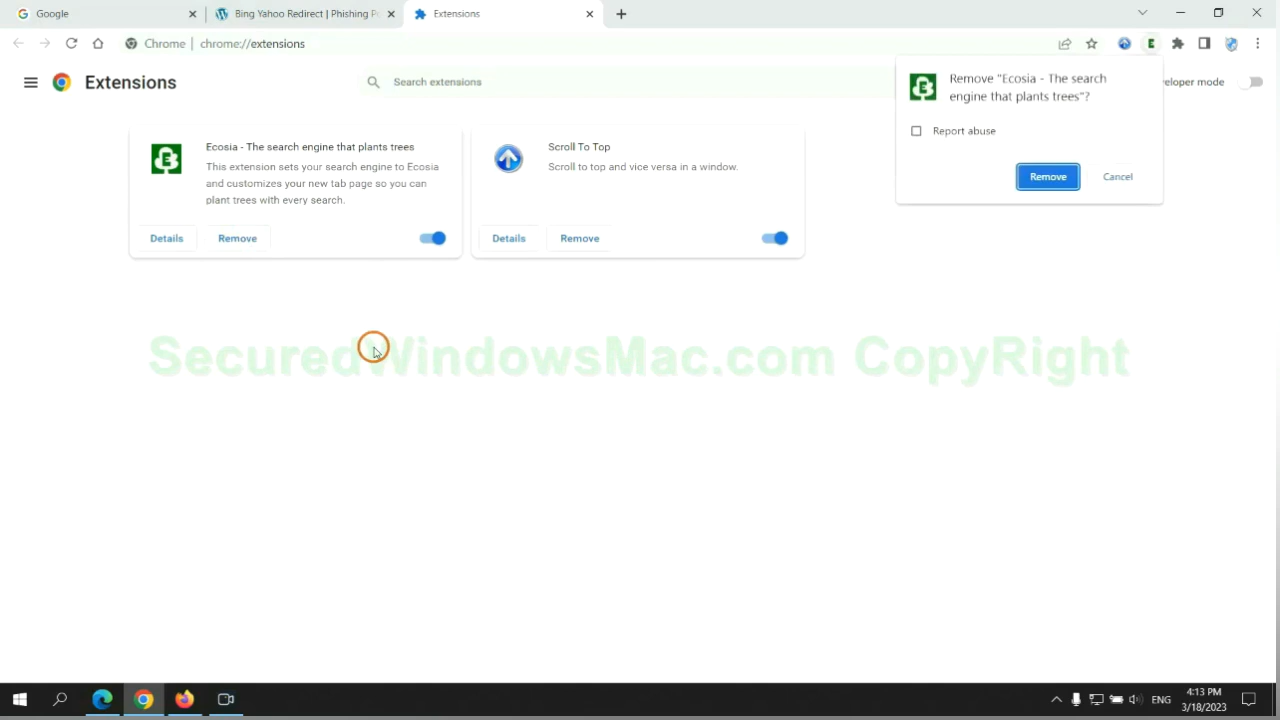 Google
Bing Yahoo Redirect | Phishing P
Extensions
Chrome | chrome://extensions
Extensions
Search extensions
eloper mode
Remove "Ecosia - The search
engine that plants trees"?
Report abuse
Remove
Cancel
Ecosia - The search engine that plants trees
This extension sets your search engine to Ecosia
and customizes your new tab page so you can
plant trees with every search.
Details
Remove
Scroll To Top
Scroll to top and vice versa in a window.
Details
Remove
SecuredWindowsMac.com CopyRight
ENG
4:13 PM
3/18/2023